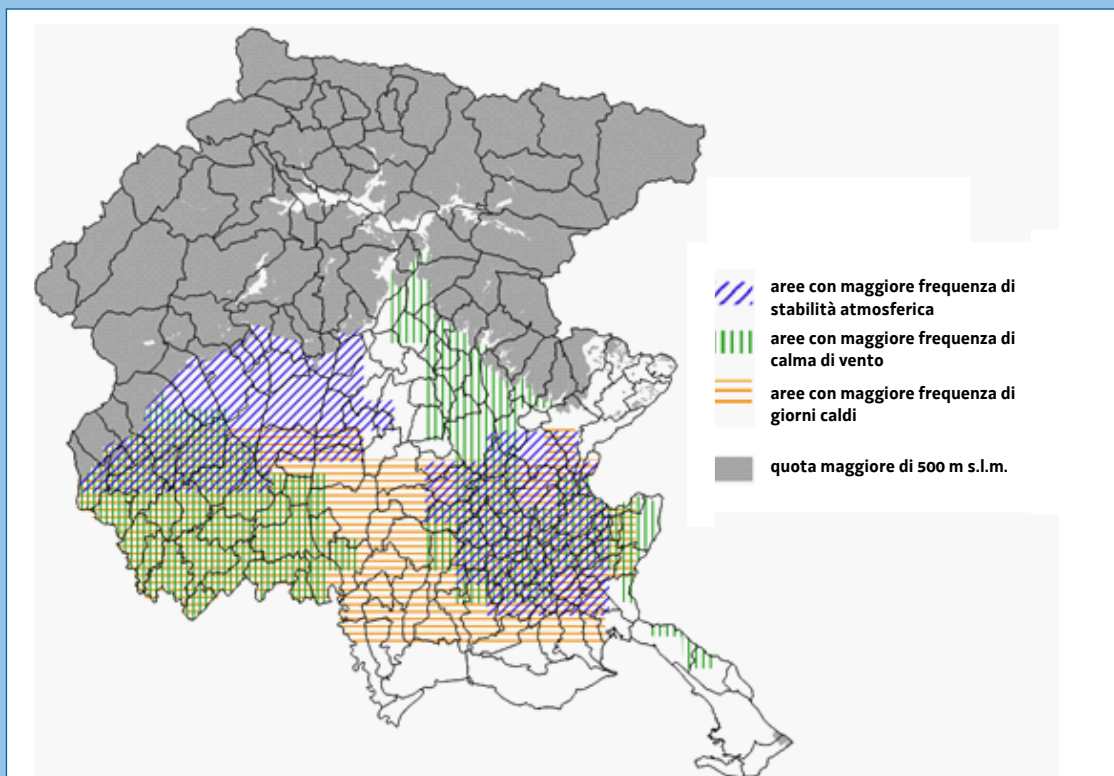 aree con maggiore frequenza di
stabilità atmosferica
aree con maggiore frequenza di
calma di vento
aree con maggiore frequenza di
giorni caldi
quota maggiore di 500 m s.l.m.